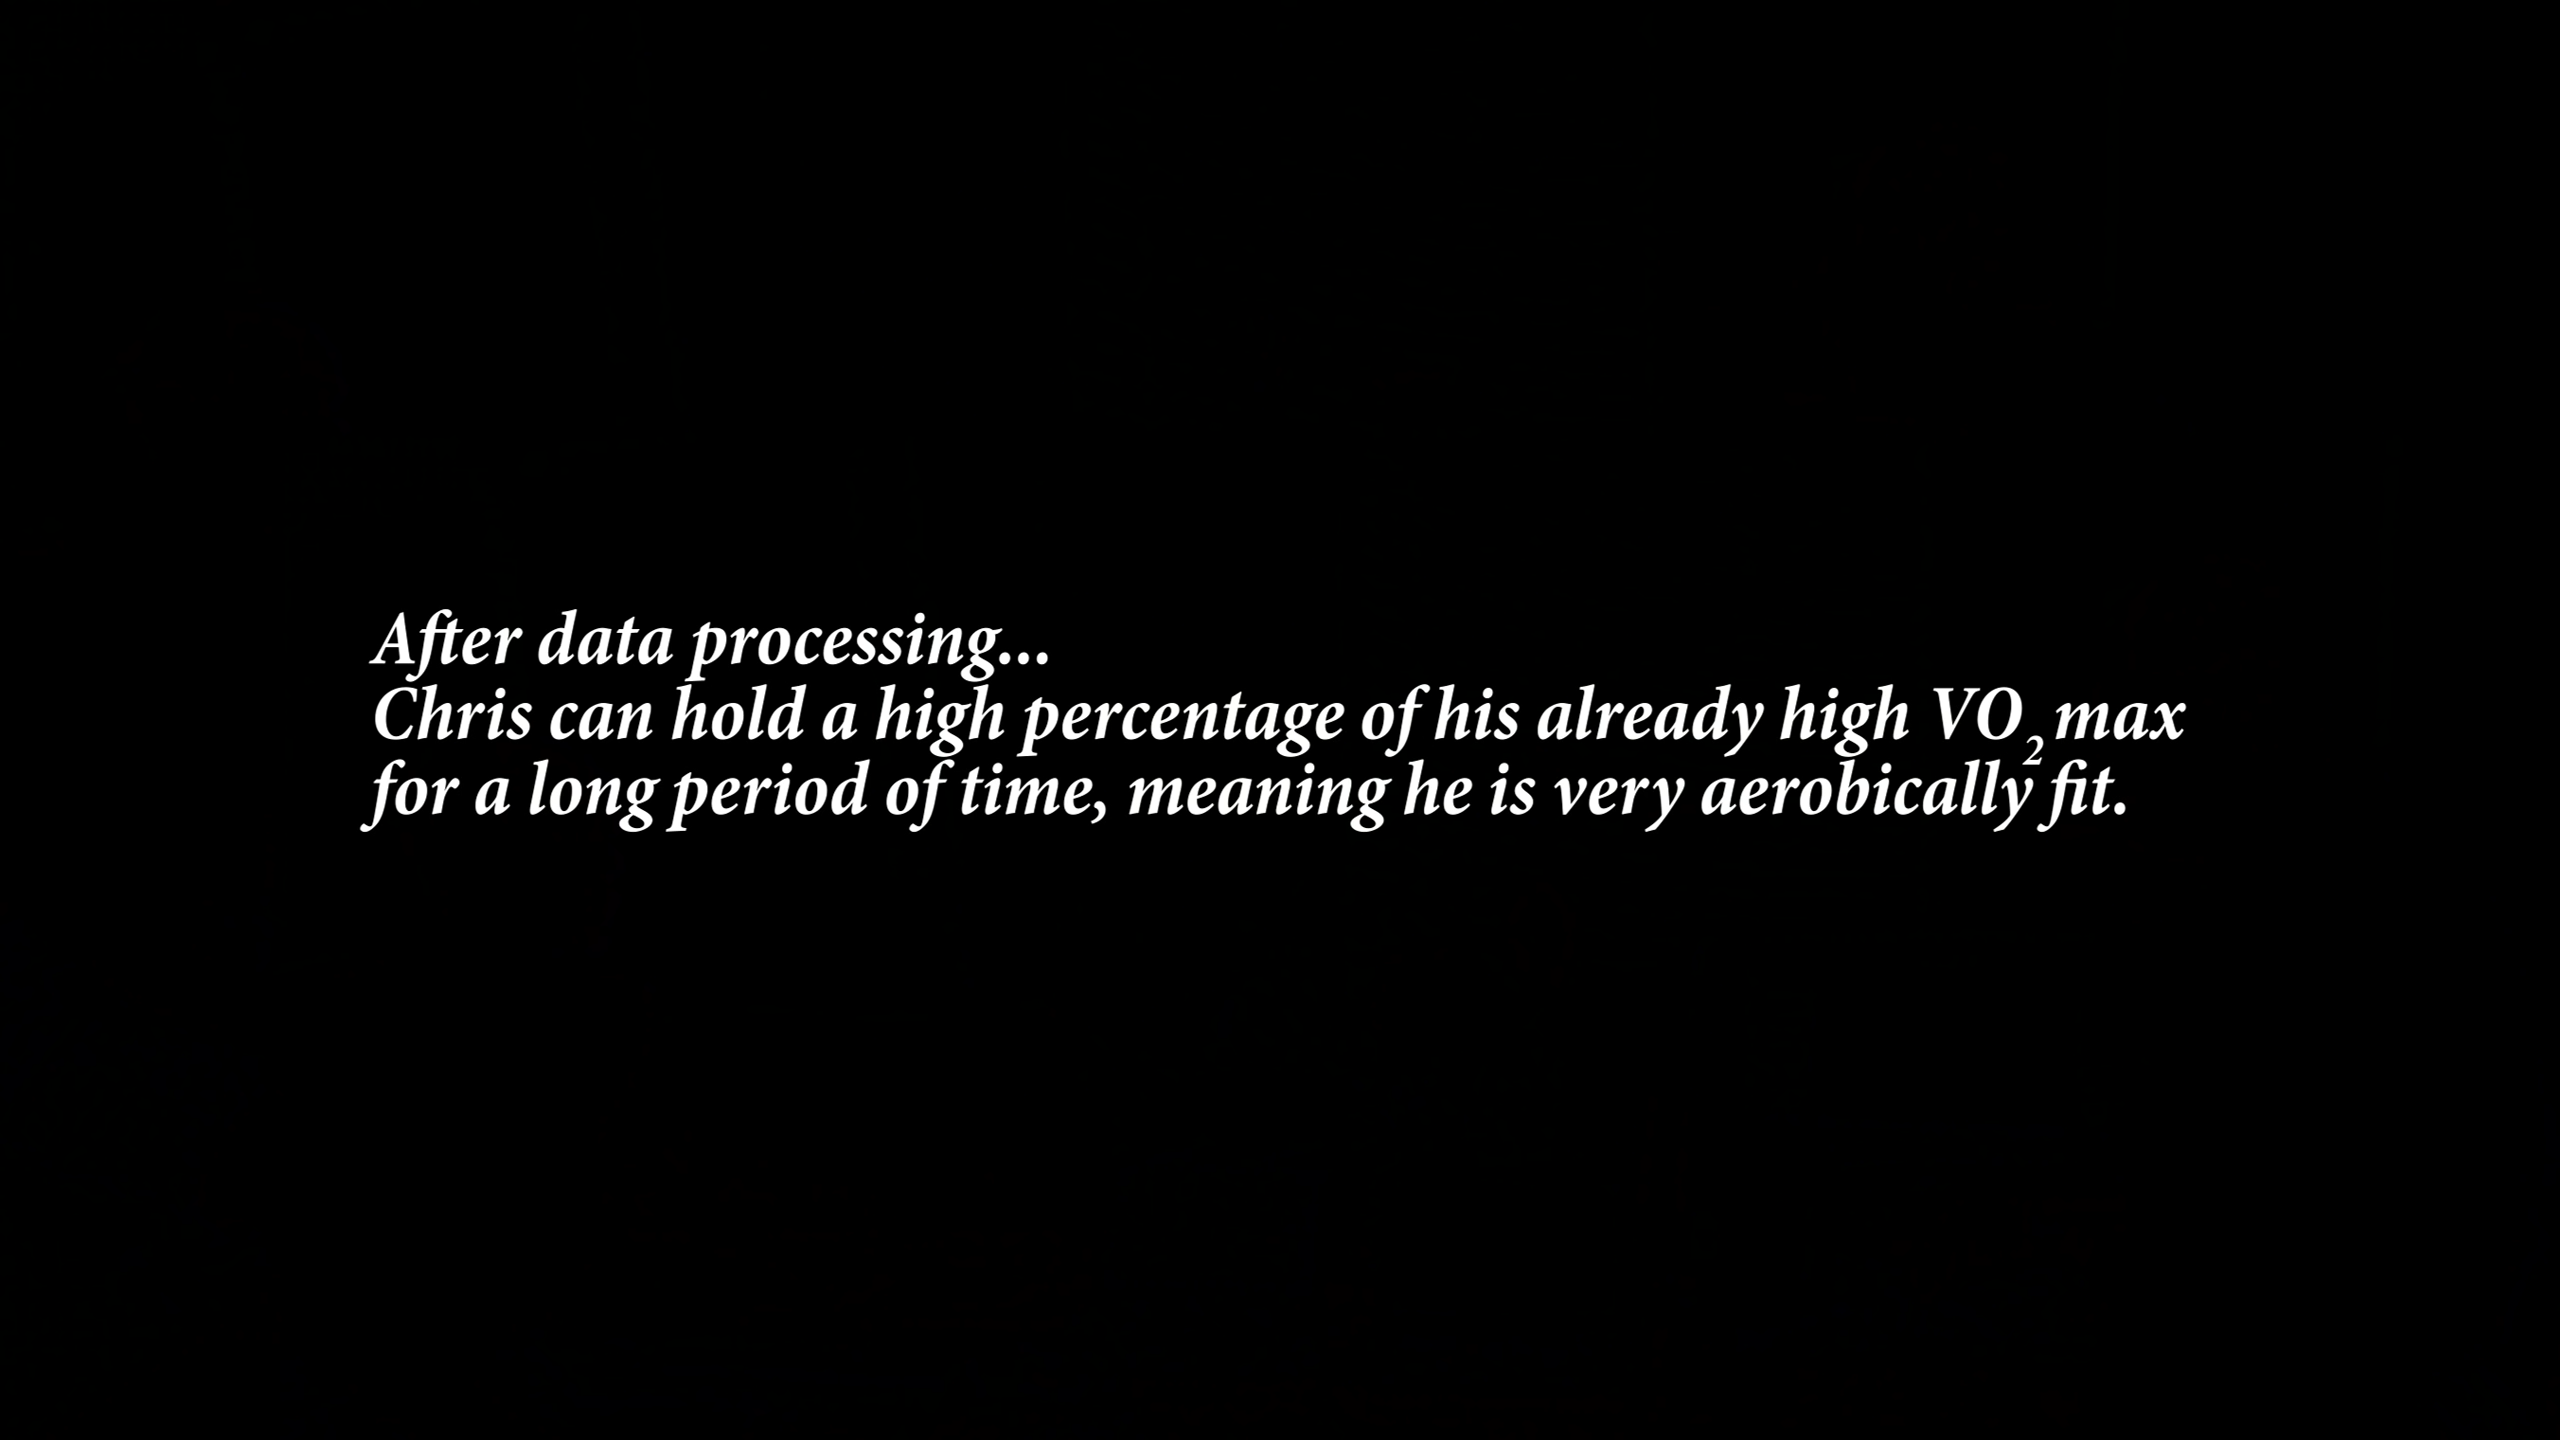 After data processing...
Chris can hold a high percentage of his already high VO₂ max
for a long period of time, meaning he is very aerobically fit.